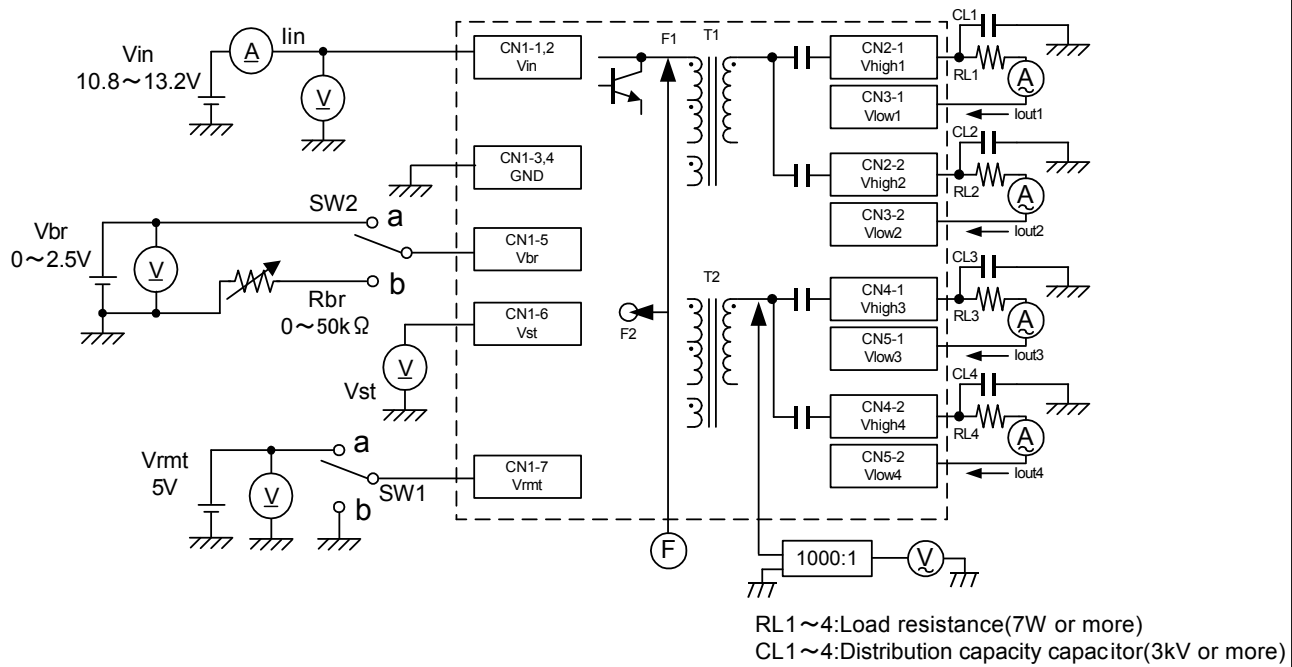 Vin
10.8～13.2V
A
Iin
V
CN1-1,2
Vin
CN1-3,4
GND
Vbr
0～2.5V
V
SW2
a
b
Rbr
0～50kΩ
CN1-5
Vbr
CN1-6
Vst
V
Vst
Vrmt
5V
V
a
b
SW1
CN1-7
Vrmt
F1
T1
F2
T2
F
CN2-1
Vhigh1
CN3-1
Vlow1
CL1
RL1
A
Iout1
CN2-2
Vhigh2
CN3-2
Vlow2
CL2
RL2
A
Iout2
CN4-1
Vhigh3
CN5-1
Vlow3
CL3
RL3
A
Iout3
CN4-2
Vhigh4
CN5-2
Vlow4
CL4
RL4
A
Iout4
1000:1
V
RL1～4:Load resistance(7W or more)
CL1～4:Distribution capacity capacitor(3kV or more)